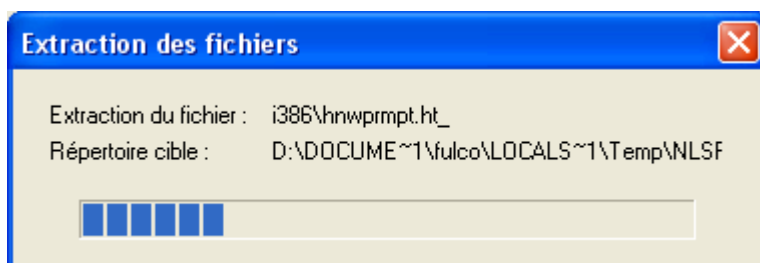 Extraction des fichiers
Extraction du fichier : i386\hnwprmpt.ht_
Répertoire cible : D:\DOCUME~1\fulco\LOCALS~1\Temp\NLSF